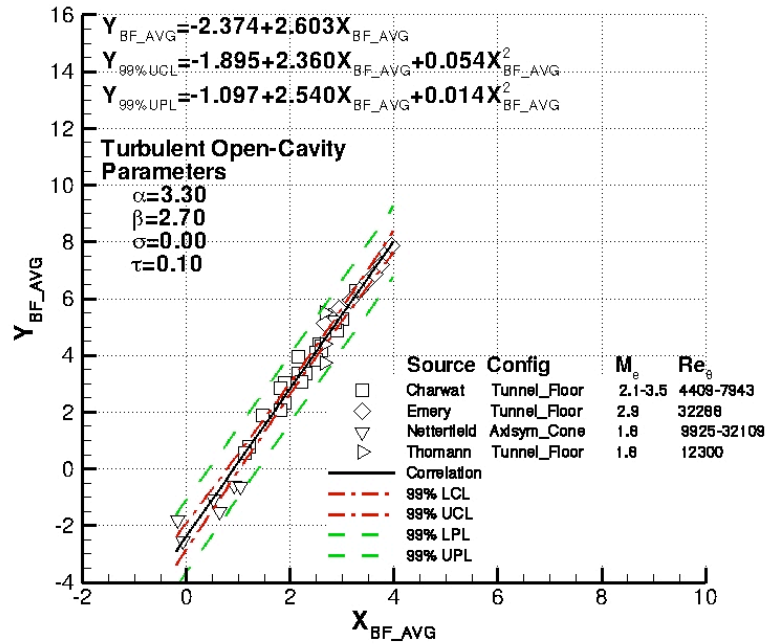 Y_BF_AVG=-2.374+2.603X_BF_AVG
Y_99%UCL=-1.895+2.360X_BF_AVG+0.054X²_BF_AVG
Y_99%UPL=-1.097+2.540X_BF_AVG+0.014X²_BF_AVG
Turbulent Open-Cavity
Parameters
α=3.30
β=2.70
σ=0.00
τ=0.10
16
14
12
10
8
6
4
2
0
-2
-4
Y_BF_AVG
Source Config M_e Re_θ
Charwat Tunnel_Floor 2.1-3.5 4409-7943
Emery Tunnel_Floor 2.9 32288
Netterfield Axisym_Cone 1.8 9925-32109
Thomann Tunnel_Floor 1.8 12300
Correlation
99% LCL
99% UCL
99% LPL
99% UPL
-2 0 2 4 6 8 10
X_BF_AVG